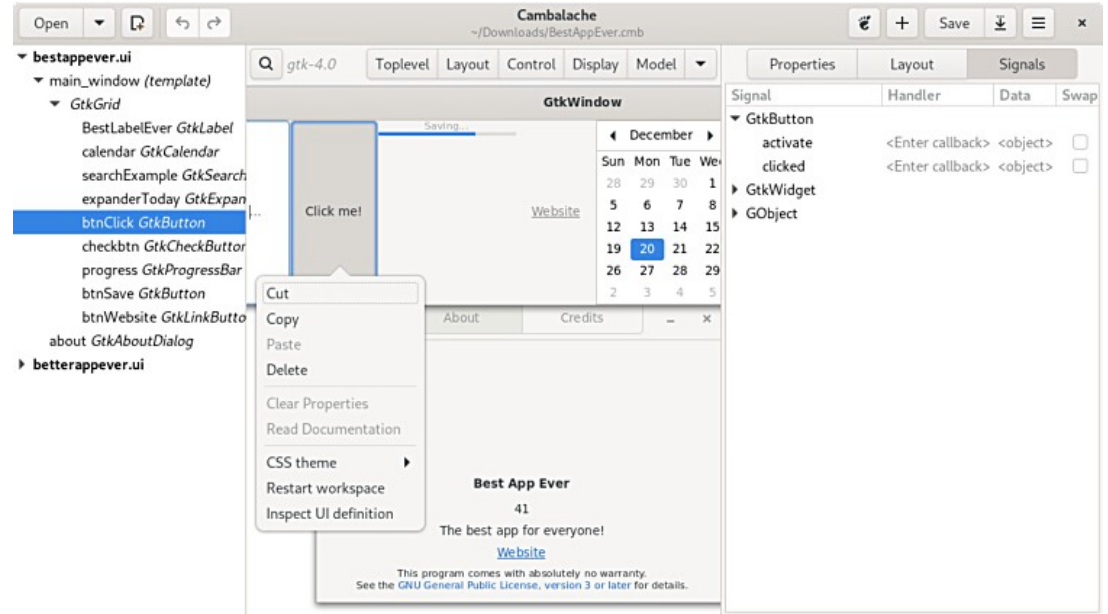 Open
Cambalache
~/Downloads/BestAppEver.cmb
Save
bestappever.ui
main_window (template)
GtkGrid
BestLabelEver GtkLabel
calendar GtkCalendar
searchExample GtkSearch
expanderToday GtkExpan
btnClick GtkButton
checkbtn GtkCheckButton
progress GtkProgressBar
btnSave GtkButton
btnWebsite GtkLinkButto
about GtkAboutDialog
betterappever.ui
gtk-4.0
Toplevel Layout Control Display Model
GtkWindow
...
Click me!
Saving...
Website
December
Sun Mon Tue We
28 29 30 1
5 6 7 8
12 13 14 15
19 20 21 22
26 27 28 29
2 3 4 5
Cut
Copy
Paste
Delete
Clear Properties
Read Documentation
CSS theme
Restart workspace
Inspect UI definition
About Credits
Best App Ever
41
The best app for everyone!
Website
This program comes with absolutely no warranty.
See the GNU General Public License, version 3 or later for details.
Properties Layout Signals
Signal Handler Data Swap
GtkButton
activate <Enter callback> <object>
clicked <Enter callback> <object>
GtkWidget
GObject